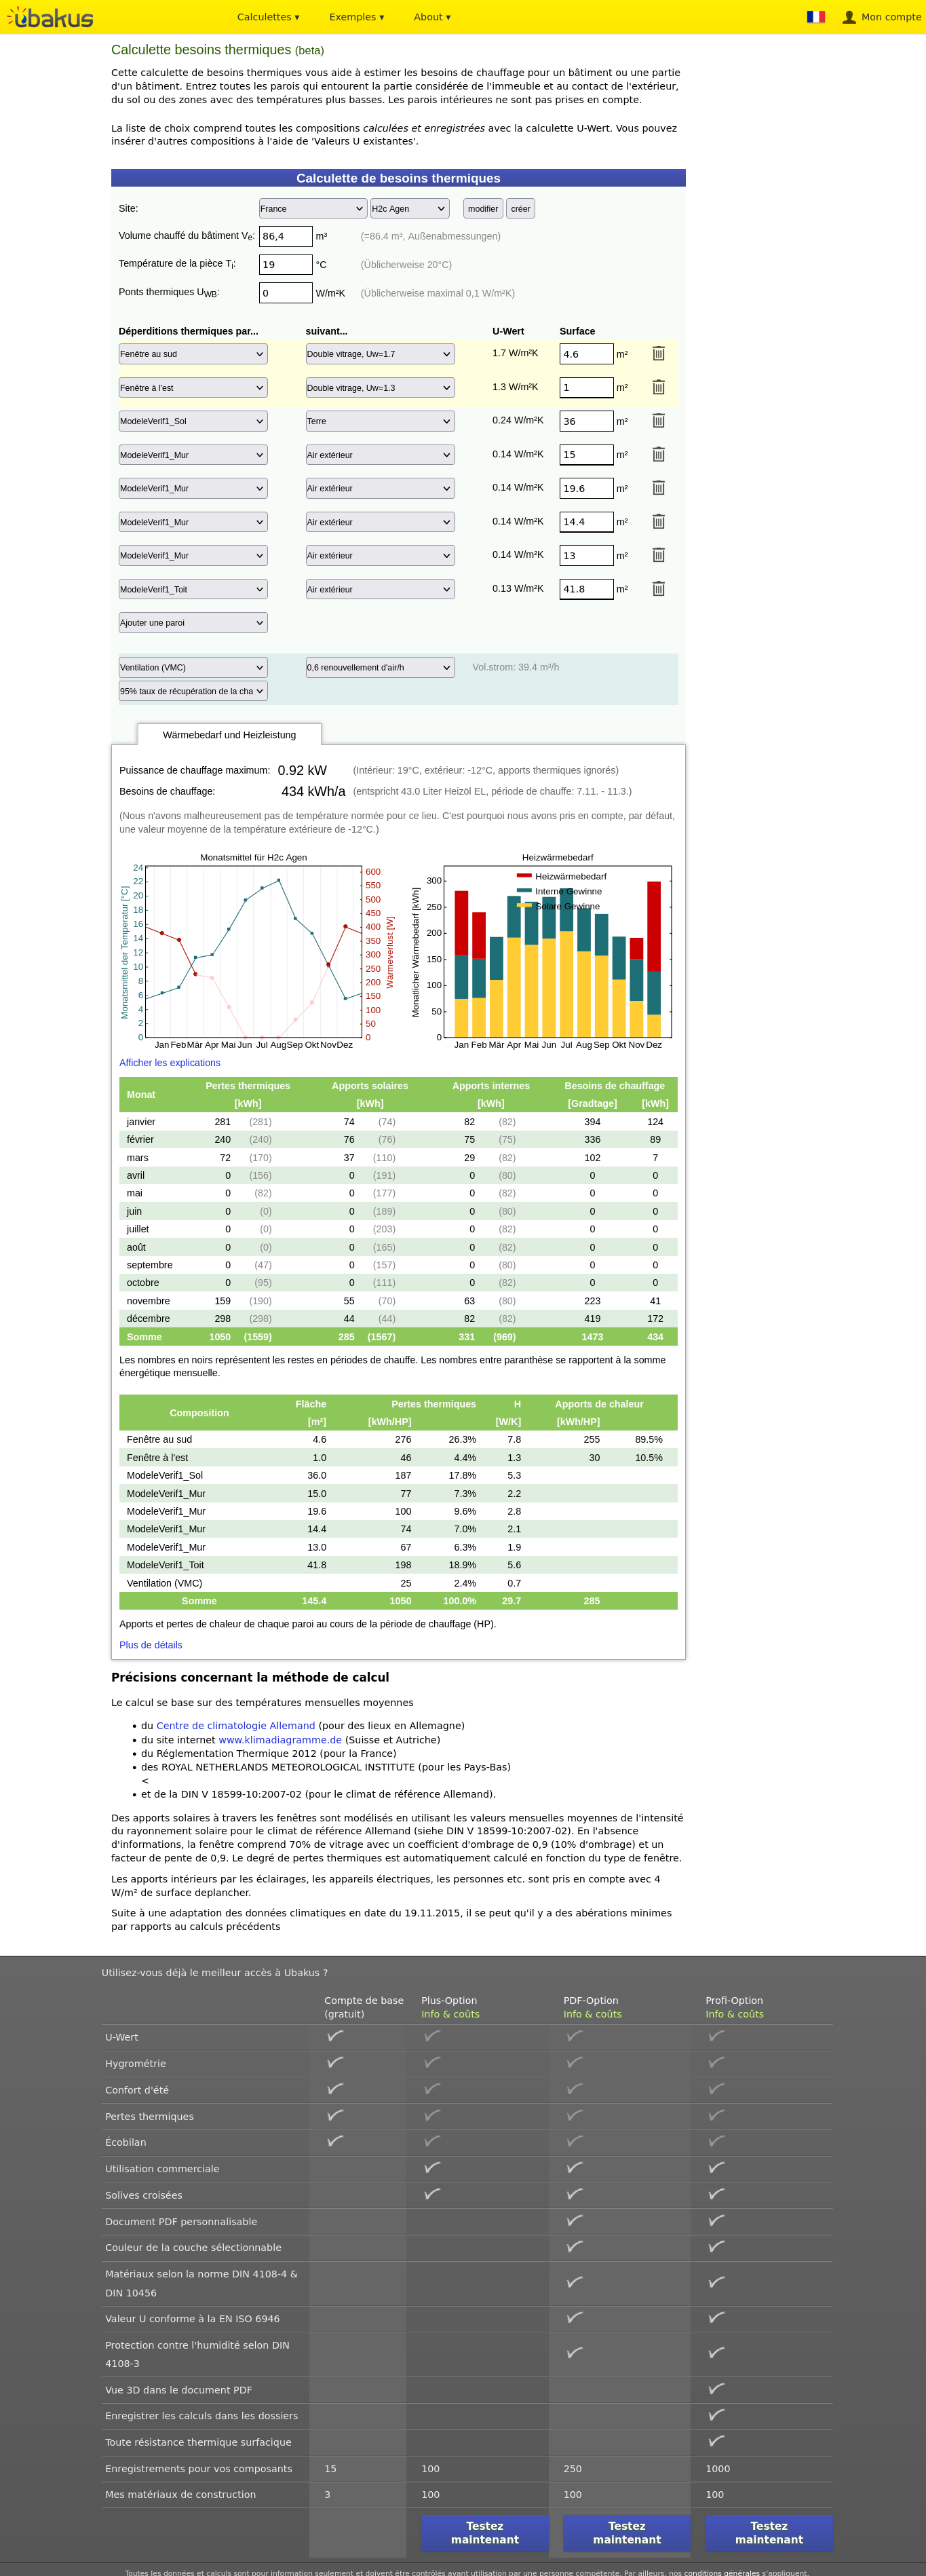 ubakus
Calculettes ▾ Exemples ▾ About ▾ Mon compte
Calculette besoins thermiques (beta)
Cette calculette de besoins thermiques vous aide à estimer les besoins de chauffage pour un bâtiment ou une partie
d'un bâtiment. Entrez toutes les parois qui entourent la partie considérée de l'immeuble et au contact de l'extérieur,
du sol ou des zones avec des températures plus basses. Les parois intérieures ne sont pas prises en compte.
La liste de choix comprend toutes les compositions calculées et enregistrées avec la calculette U-Wert. Vous pouvez
insérer d'autres compositions à l'aide de 'Valeurs U existantes'.
Calculette de besoins thermiques
Site: France H2c Agen modifier créer
Volume chauffé du bâtiment Ve: 86,4 m³ (=86.4 m³, Außenabmessungen)
Température de la pièce Ti: 19 °C (Üblicherweise 20°C)
Ponts thermiques UWB: 0 W/m²K (Üblicherweise maximal 0,1 W/m²K)
Déperditions thermiques par... suivant... U-Wert Surface
Fenêtre au sud Double vitrage, Uw=1.7 1.7 W/m²K 4.6 m²
Fenêtre à l'est Double vitrage, Uw=1.3 1.3 W/m²K 1 m²
ModeleVerif1_Sol Terre 0.24 W/m²K 36 m²
ModeleVerif1_Mur Air extérieur 0.14 W/m²K 15 m²
ModeleVerif1_Mur Air extérieur 0.14 W/m²K 19.6 m²
ModeleVerif1_Mur Air extérieur 0.14 W/m²K 14.4 m²
ModeleVerif1_Mur Air extérieur 0.14 W/m²K 13 m²
ModeleVerif1_Toit Air extérieur 0.13 W/m²K 41.8 m²
Ajouter une paroi
Ventilation (VMC) 0,6 renouvellement d'air/h Vol.strom: 39.4 m³/h
95% taux de récupération de la cha
Wärmebedarf und Heizleistung
Puissance de chauffage maximum: 0.92 kW (Intérieur: 19°C, extérieur: -12°C, apports thermiques ignorés)
Besoins de chauffage: 434 kWh/a (entspricht 43.0 Liter Heizöl EL, période de chauffe: 7.11. - 11.3.)
(Nous n'avons malheureusement pas de température normée pour ce lieu. C'est pourquoi nous avons pris en compte, par défaut,
une valeur moyenne de la température extérieure de -12°C.)
Monatsmittel für H2c Agen
Monatsmittel der Temperatur [°C]
24
22
20
18
16
14
12
10
8
6
4
2
0
600
550
500
450
400
350
300
250
200
150
100
50
0
Wärmeverlust [W]
Jan Feb Mär Apr Mai Jun Jul Aug Sep Okt Nov Dez
Heizwärmebedarf
Monatlicher Wärmebedarf [kWh]
300
250
200
150
100
50
0
Heizwärmebedarf
Interne Gewinne
Solare Gewinne
Jan Feb Mär Apr Mai Jun Jul Aug Sep Okt Nov Dez
Afficher les explications
Monat Pertes thermiques Apports solaires Apports internes Besoins de chauffage
[kWh] [kWh] [kWh] [Gradtage] [kWh]
janvier 281 (281) 74 (74) 82 (82) 394 124
février 240 (240) 76 (76) 75 (75) 336 89
mars 72 (170) 37 (110) 29 (82) 102 7
avril 0 (156) 0 (191) 0 (80) 0 0
mai 0 (82) 0 (177) 0 (82) 0 0
juin 0 (0) 0 (189) 0 (80) 0 0
juillet 0 (0) 0 (203) 0 (82) 0 0
août 0 (0) 0 (165) 0 (82) 0 0
septembre 0 (47) 0 (157) 0 (80) 0 0
octobre 0 (95) 0 (111) 0 (82) 0 0
novembre 159 (190) 55 (70) 63 (80) 223 41
décembre 298 (298) 44 (44) 82 (82) 419 172
Somme 1050 (1559) 285 (1567) 331 (969) 1473 434
Les nombres en noirs représentent les restes en périodes de chauffe. Les nombres entre paranthèse se rapportent à la somme
énergétique mensuelle.
Composition Fläche Pertes thermiques H Apports de chaleur
[m²] [kWh/HP] [W/K] [kWh/HP]
Fenêtre au sud 4.6 276 26.3% 7.8 255 89.5%
Fenêtre à l'est 1.0 46 4.4% 1.3 30 10.5%
ModeleVerif1_Sol 36.0 187 17.8% 5.3
ModeleVerif1_Mur 15.0 77 7.3% 2.2
ModeleVerif1_Mur 19.6 100 9.6% 2.8
ModeleVerif1_Mur 14.4 74 7.0% 2.1
ModeleVerif1_Mur 13.0 67 6.3% 1.9
ModeleVerif1_Toit 41.8 198 18.9% 5.6
Ventilation (VMC) 25 2.4% 0.7
Somme 145.4 1050 100.0% 29.7 285
Apports et pertes de chaleur de chaque paroi au cours de la période de chauffage (HP).
Plus de détails
Précisions concernant la méthode de calcul
Le calcul se base sur des températures mensuelles moyennes
• du Centre de climatologie Allemand (pour des lieux en Allemagne)
• du site internet www.klimadiagramme.de (Suisse et Autriche)
• du Réglementation Thermique 2012 (pour la France)
• des ROYAL NETHERLANDS METEOROLOGICAL INSTITUTE (pour les Pays-Bas)
<
• et de la DIN V 18599-10:2007-02 (pour le climat de référence Allemand).
Des apports solaires à travers les fenêtres sont modélisés en utilisant les valeurs mensuelles moyennes de l'intensité
du rayonnement solaire pour le climat de référence Allemand (siehe DIN V 18599-10:2007-02). En l'absence
d'informations, la fenêtre comprend 70% de vitrage avec un coefficient d'ombrage de 0,9 (10% d'ombrage) et un
facteur de pente de 0,9. Le degré de pertes thermiques est automatiquement calculé en fonction du type de fenêtre.
Les apports intérieurs par les éclairages, les appareils électriques, les personnes etc. sont pris en compte avec 4
W/m² de surface deplancher.
Suite à une adaptation des données climatiques en date du 19.11.2015, il se peut qu'il y a des abérations minimes
par rapports au calculs précédents
Utilisez-vous déjà le meilleur accès à Ubakus ?
Compte de base Plus-Option PDF-Option Profi-Option
(gratuit) Info & coûts Info & coûts Info & coûts
U-Wert
Hygrométrie
Confort d'été
Pertes thermiques
Écobilan
Utilisation commerciale
Solives croisées
Document PDF personnalisable
Couleur de la couche sélectionnable
Matériaux selon la norme DIN 4108-4 &
DIN 10456
Valeur U conforme à la EN ISO 6946
Protection contre l'humidité selon DIN
4108-3
Vue 3D dans le document PDF
Enregistrer les calculs dans les dossiers
Toute résistance thermique surfacique
Enregistrements pour vos composants 15 100 250 1000
Mes matériaux de construction 3 100 100 100
Testez maintenant Testez maintenant Testez maintenant
Toutes les données et calculs sont pour information seulement et doivent être contrôlés avant utilisation par une personne compétente. Par ailleurs, nos conditions générales s'appliquent.